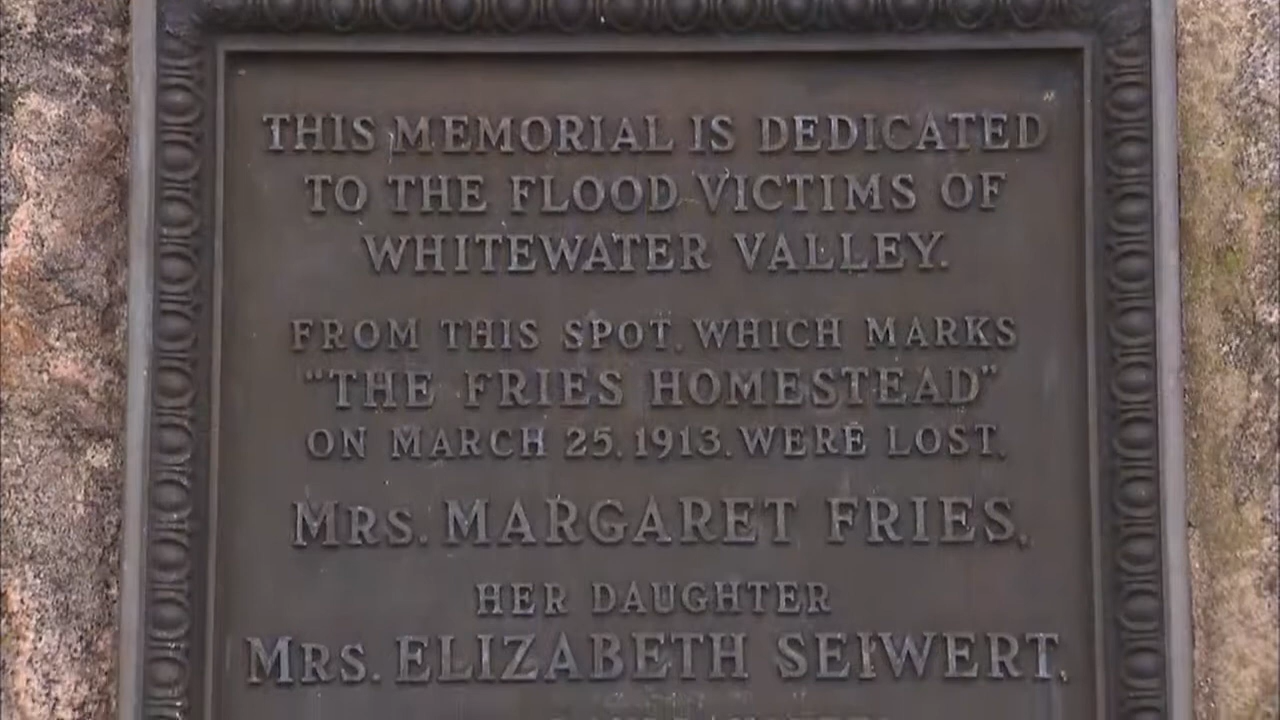 THIS MEMORIAL IS DEDICATED
TO THE FLOOD VICTIMS OF
WHITEWATER VALLEY.
FROM THIS SPOT, WHICH MARKS
"THE FRIES HOMESTEAD"
ON MARCH 25, 1913, WERE LOST,
MRS. MARGARET FRIES,
HER DAUGHTER
MRS. ELIZABETH SEIWERT,